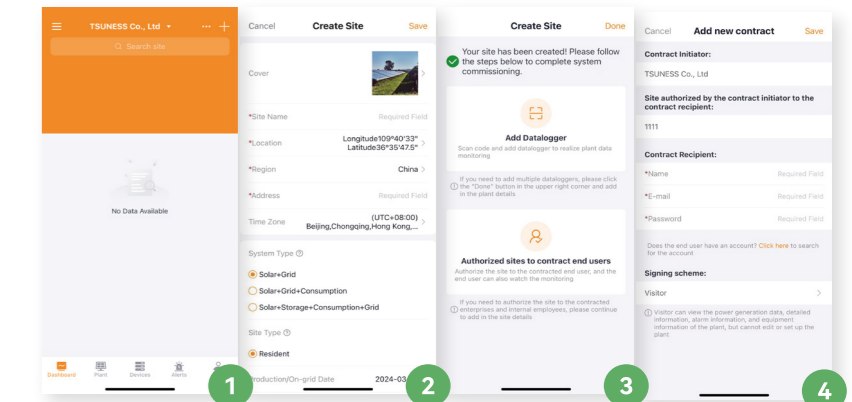 TSUNESS Co., Ltd
Search site
No Data Available
Dashboard
Plant
Devices
Alerts
1
Cancel
Create Site
Save
Cover
*Site Name
Required Field
*Location
Longitude109°40'33"
Latitude36°35'47.5"
*Region
China
*Address
Required Field
Time Zone
(UTC+08:00)
Beijing,Chongqing,Hong Kong,...
System Type
Solar+Grid
Solar+Grid+Consumption
Solar+Storage+Consumption+Grid
Site Type
Resident
Production/On-grid Date
2024-03
2
Create Site
Done
Your site has been created! Please follow
the steps below to complete system
commissioning.
Add Datalogger
Scan code and add datalogger to realize plant data
monitoring
If you need to add multiple dataloggers, please click
the "Done" button in the upper right corner and add
in the plant details
Authorized sites to contract end users
Authorize the site to the contracted end user, and the
end user can also watch the monitoring
If you need to authorize the site to the contracted
enterprises and internal employees, please continue
to add in the site details
3
Cancel
Add new contract
Save
Contract Initiator:
TSUNESS Co., Ltd
Site authorized by the contract initiator to the
contract recipient:
1111
Contract Recipient:
*Name
Required Field
*E-mail
Required Field
*Password
Required Field
Does the end user have an account? Click here to search
for the account
Signing scheme:
Visitor
Visitor can view the power generation data, detailed
information, alarm information, and equipment
information of the plant, but cannot edit or set up the
plant
4